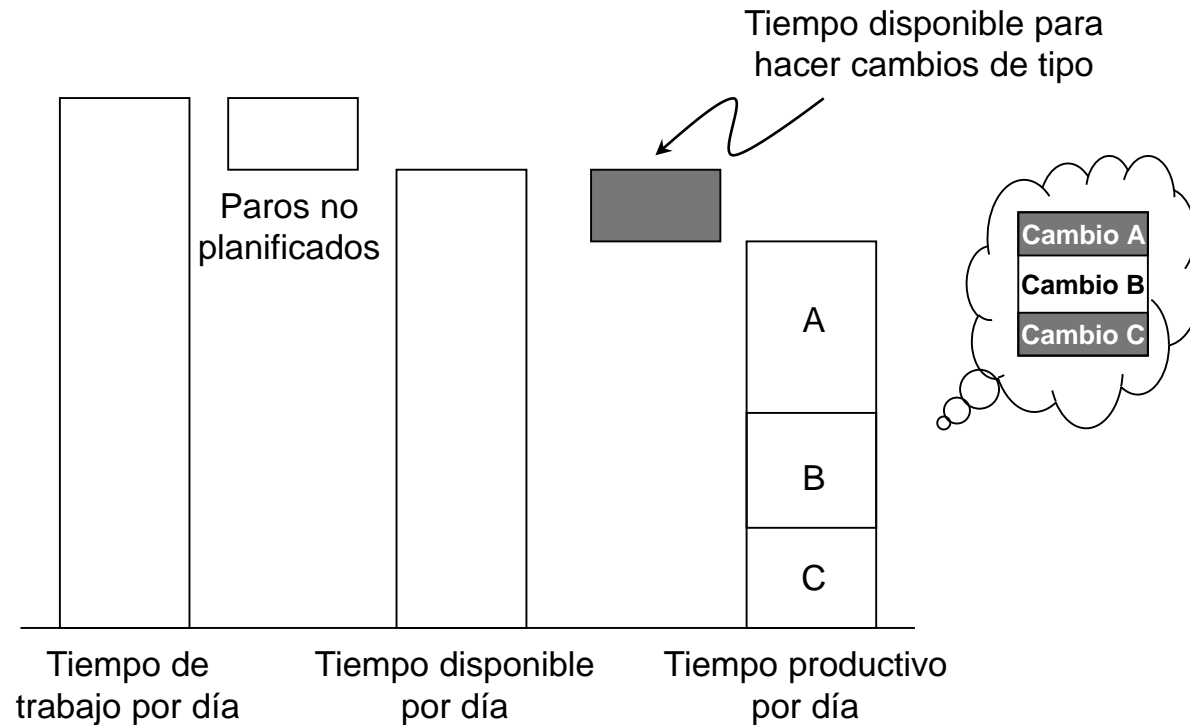 Tiempo disponible para
hacer cambios de tipo
Paros no
planificados
Cambio A
Cambio B
Cambio C
A
B
C
Tiempo de
trabajo por día
Tiempo disponible
por día
Tiempo productivo
por día